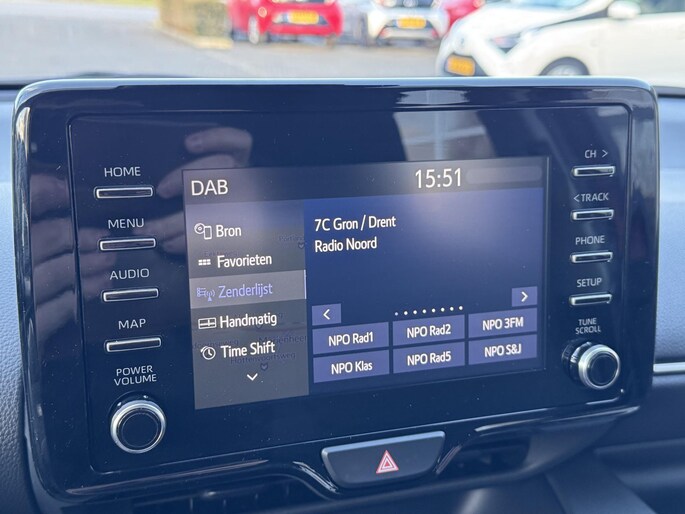 HOME
MENU
AUDIO
MAP
POWER
VOLUME
DAB
15:51
Bron
Favorieten
Zenderlijst
Handmatig
Time Shift
7C Gron / Drent
Radio Noord
<
>
NPO Rad1
NPO Rad2
NPO 3FM
NPO Klas
NPO Rad5
NPO S&J
CH >
< TRACK
PHONE
SETUP
TUNE
SCROLL